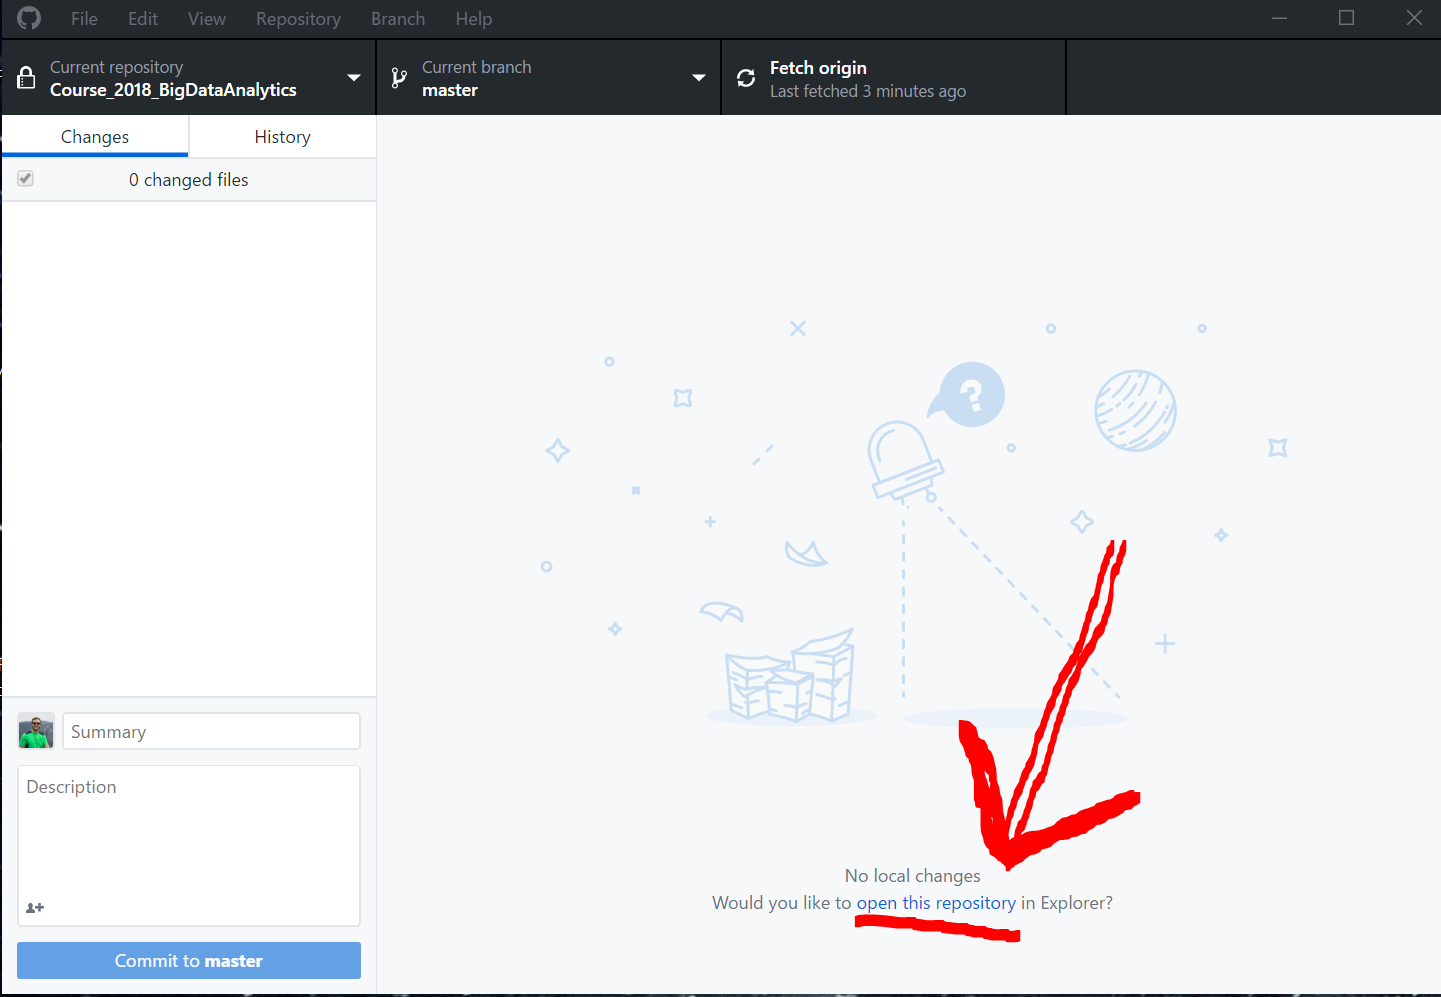 File Edit View Repository Branch Help
Current repository
Course_2018_BigDataAnalytics
Current branch
master
Fetch origin
Last fetched 3 minutes ago
Changes History
0 changed files
?
Summary
Description
Commit to master
No local changes
Would you like to open this repository in Explorer?